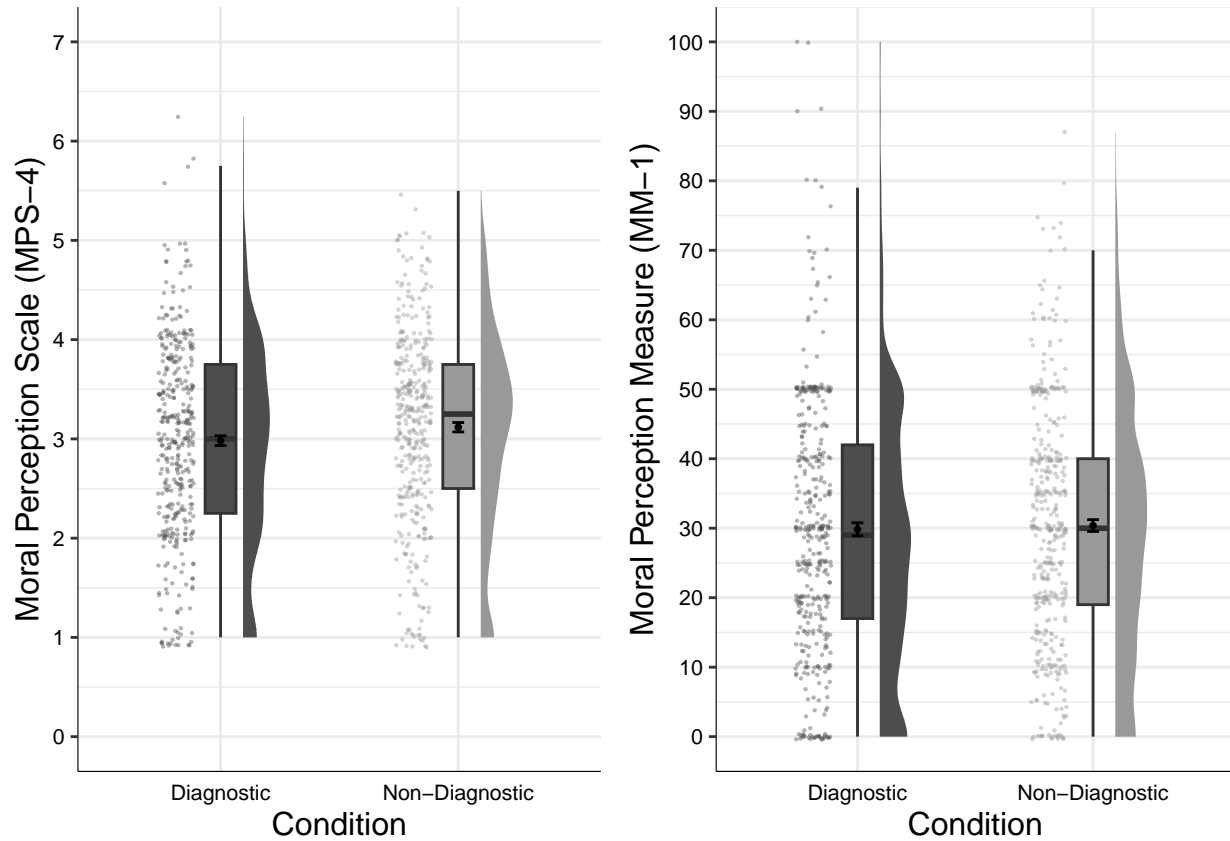 Moral Perception Scale (MPS−4)
7
6
5
4
3
2
1
0
Diagnostic
Non−Diagnostic
Condition
Moral Perception Measure (MM−1)
100
90
80
70
60
50
40
30
20
10
0
Diagnostic
Non−Diagnostic
Condition